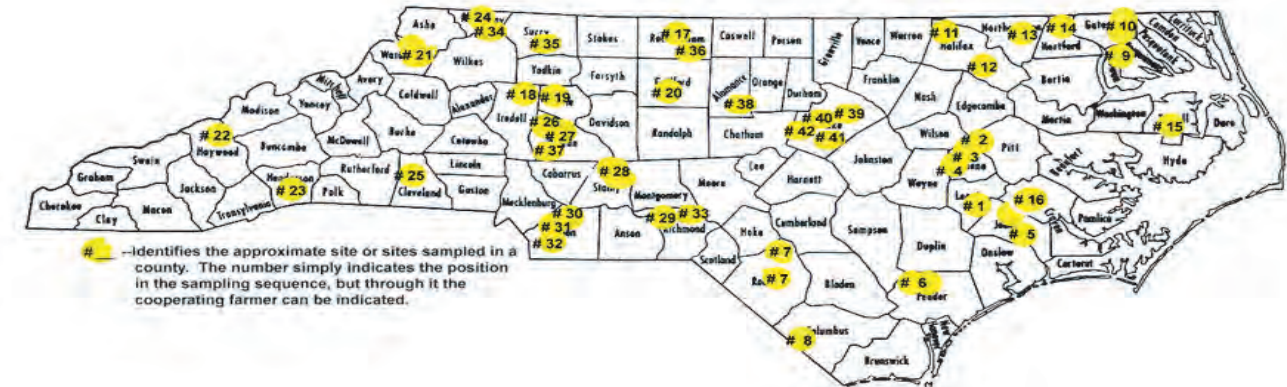 Ashe
# 24
# 34
Surry
# 35
Stokes
# 17
# 36
Caswell
Person
Granville
Vance
Warren
# 11
Halifax
# 13
# 14
Hertford
# 10
Camden
Currituck
Pasquotank
# 9
# 21
Wilkes
Yadkin
Forsyth
# 20
Alamance
Orange
Durham
Franklin
# 12
Bertie
Mitchell
Avery
Caldwell
Alexander
# 18
# 19
Iredell
Davidson
# 38
Nash
Edgecombe
Martin
Washington
Dare
Madison
Yancey
# 26
# 27
# 37
Randolph
Chatham
# 40
# 39
# 42
# 41
Wilson
# 2
Pitt
Beaufort
# 15
Hyde
# 22
Haywood
Buncombe
McDowell
Burke
Catawba
Swain
Graham
Rutherford
# 25
Cleveland
Lincoln
Gaston
Cabarrus
# 28
Montgomery
Moore
Lee
Harnett
Johnston
Wayne
# 3
# 4
Cherokee
Clay
Macon
Jackson
Transylvania
# 23
Polk
Mecklenburg
# 30
# 31
# 32
Anson
# 29
# 33
Hoke
Cumberland
Sampson
Duplin
# 1
# 16
# 5
Craven
Pamlico
Onslow
Carteret
Scotland
# 7
# 7
Bladen
# 6
Pender
# 8
Brunswick
New Hanover
# --Identifies the approximate site or sites sampled in a
county. The number simply indicates the position
in the sampling sequence, but through it the
cooperating farmer can be indicated.